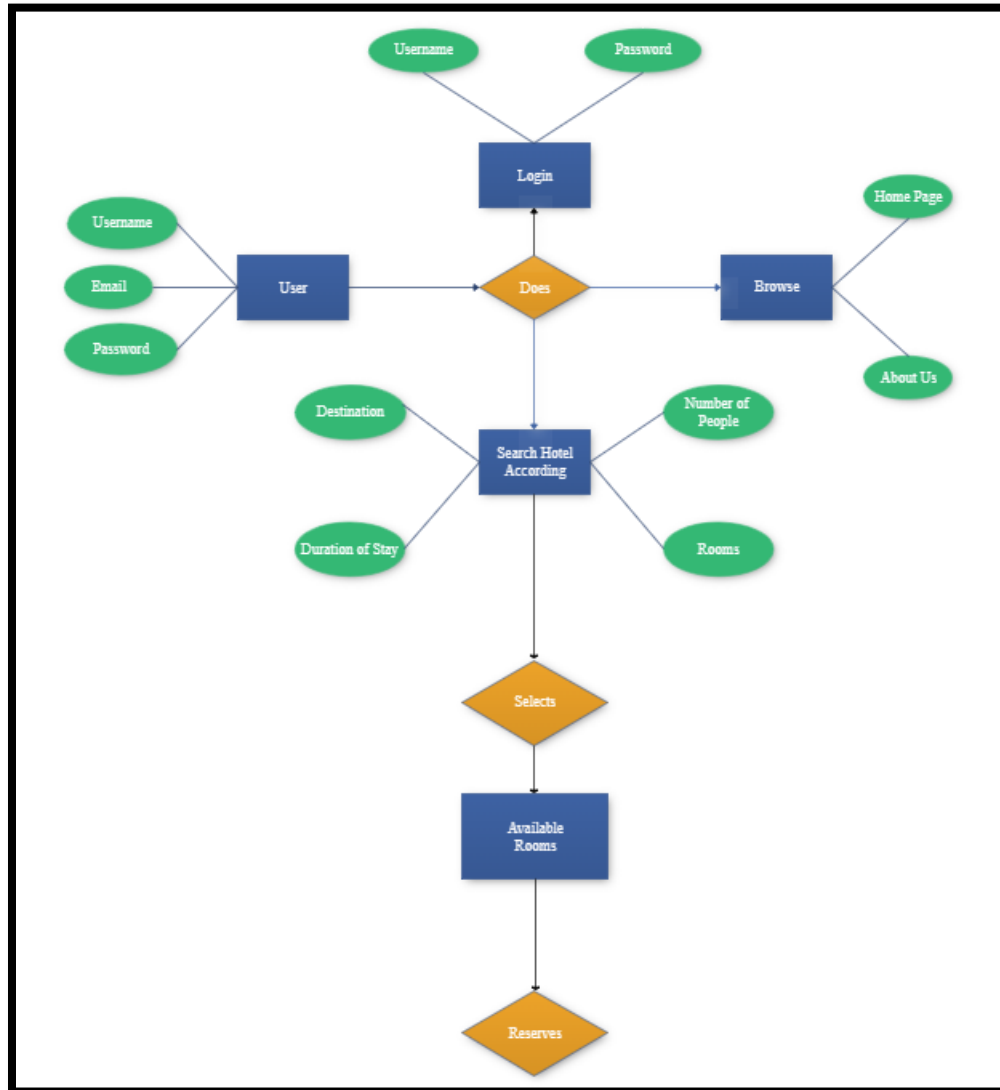 Username
Password
Login
Home Page
Username
Email
User
Does
Browse
Password
About Us
Destination
Number of
People
Search Hotel
According
Duration of Stay
Rooms
Selects
Available
Rooms
Reserves